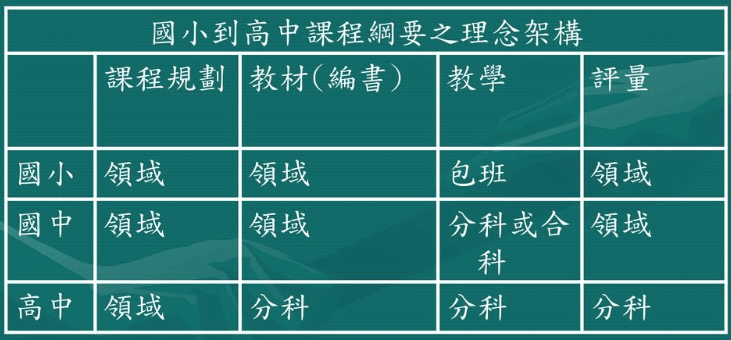 國小到高中課程綱要之理念架構
課程規劃 教材(編書) 教學 評量
國小 領域 領域 包班 領域
國中 領域 領域 分科或合 領域
科
高中 領域 分科 分科 分科